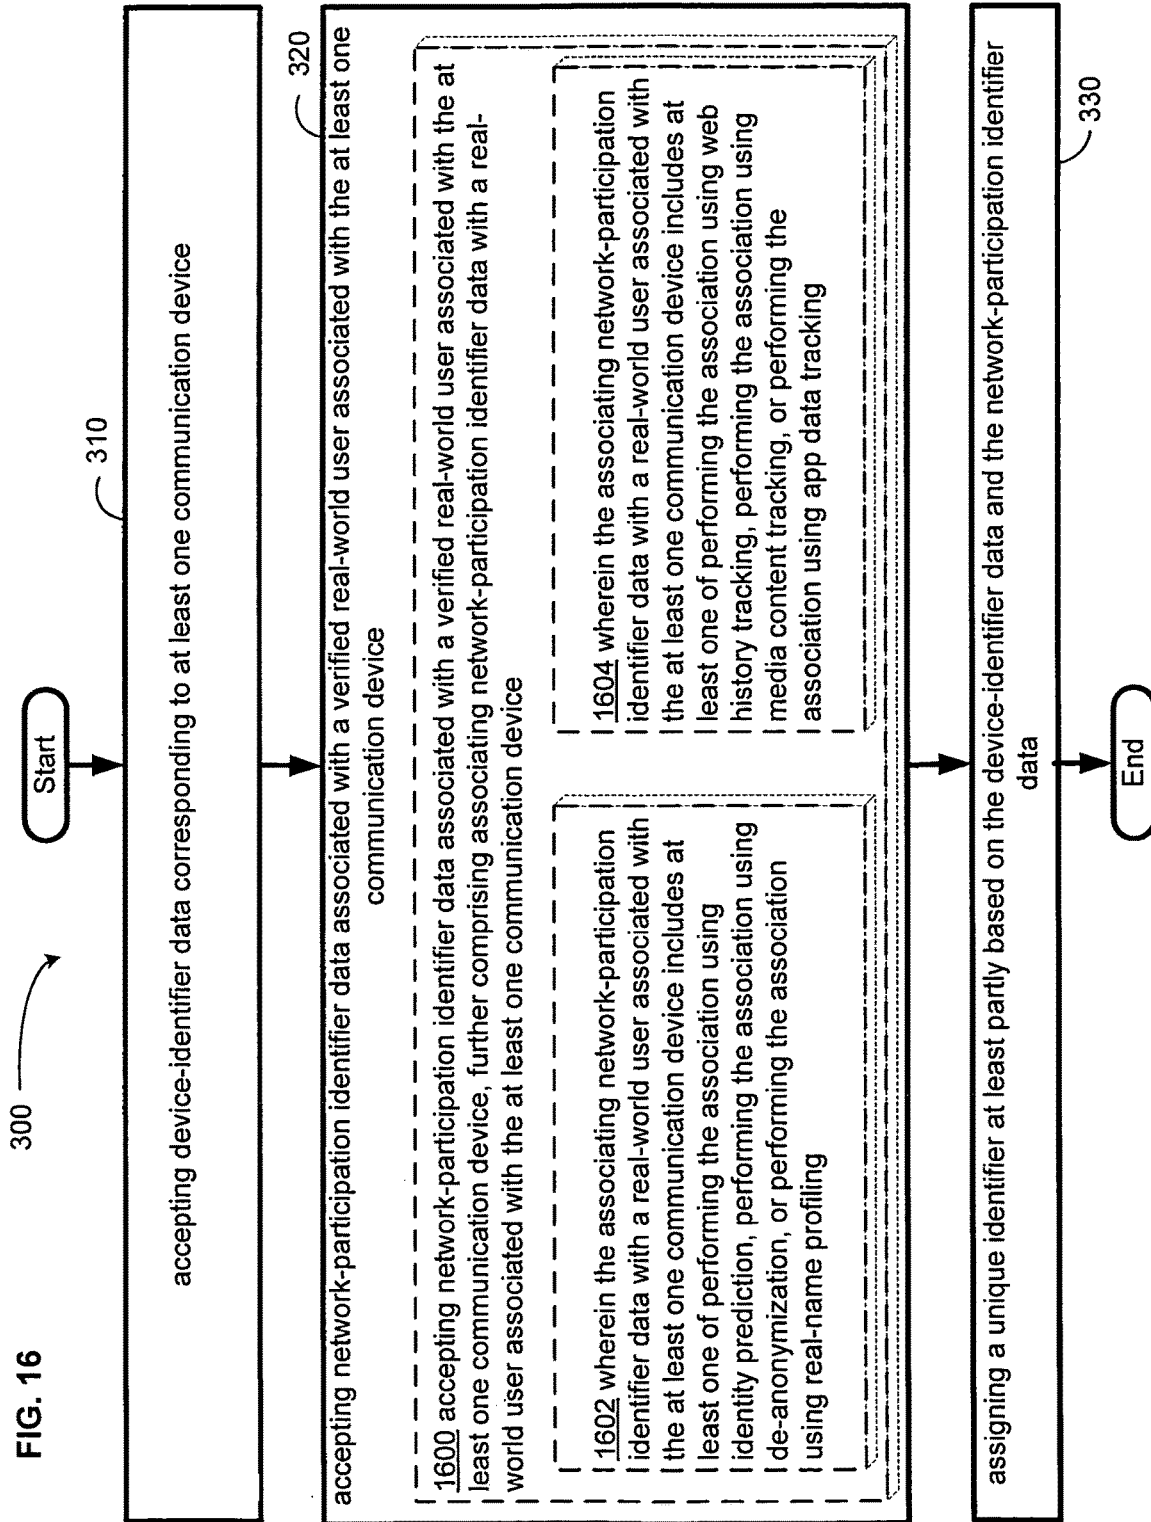 FIG. 16
300
Start
310
accepting device-identifier data corresponding to at least one communication device
320
accepting network-participation identifier data associated with a verified real-world user associated with the at least one
communication device
1600 accepting network-participation identifier data associated with a verified real-world user associated with the at
least one communication device, further comprising associating network-participation identifier data with a real-
world user associated with the at least one communication device
1602 wherein the associating network-participation
identifier data with a real-world user associated with
the at least one communication device includes at
least one of performing the association using
identity prediction, performing the association using
de-anonymization, or performing the association
using real-name profiling
1604 wherein the associating network-participation
identifier data with a real-world user associated with
the at least one communication device includes at
least one of performing the association using web
history tracking, performing the association using
media content tracking, or performing the
association using app data tracking
330
assigning a unique identifier at least partly based on the device-identifier data and the network-participation identifier
data
End